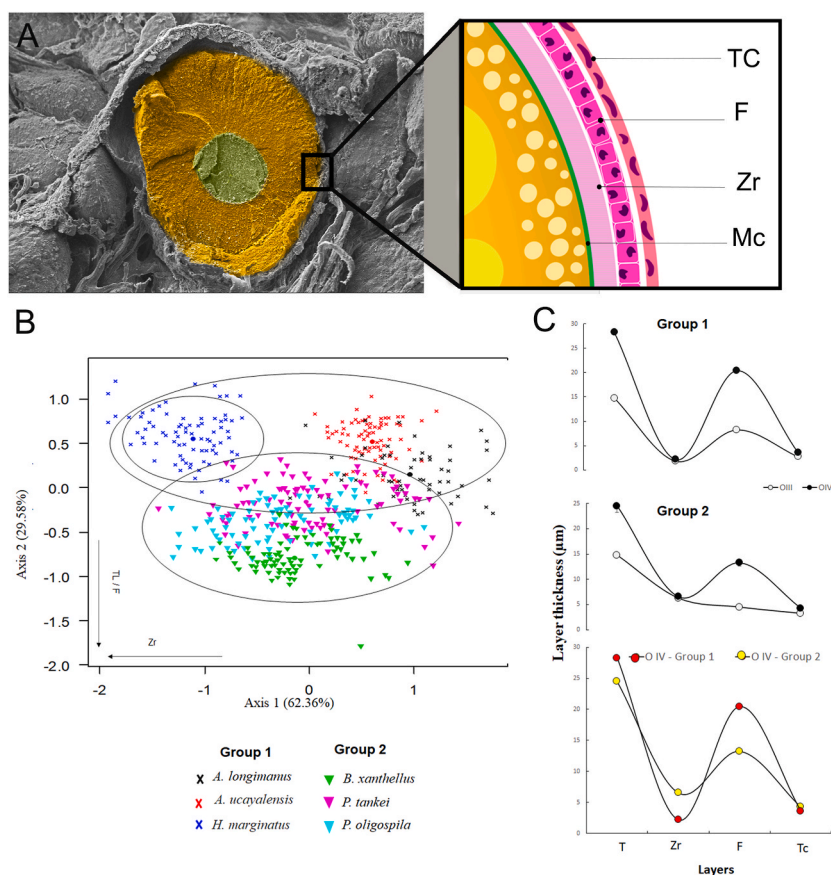 A
TC
F
Zr
Mc
B
1.0
0.5
0.0
-0.5
-1.0
-1.5
-2.0
Axis 2 (29.58%)
TL / F
Zr
-2
-1
0
1
Axis 1 (62.36%)
Group 1
Group 2
A. longimanus
B. xanthellus
A. ucayalensis
P. tankei
H. marginatus
P. oligospila
C
Group 1
30
25
20
15
10
5
0
OIII
OIV
Group 2
25
20
15
10
5
0
Layer thickness (µm)
O IV - Group 1
O IV - Group 2
30
25
20
15
10
5
0
T
Zr
F
Tc
Layers